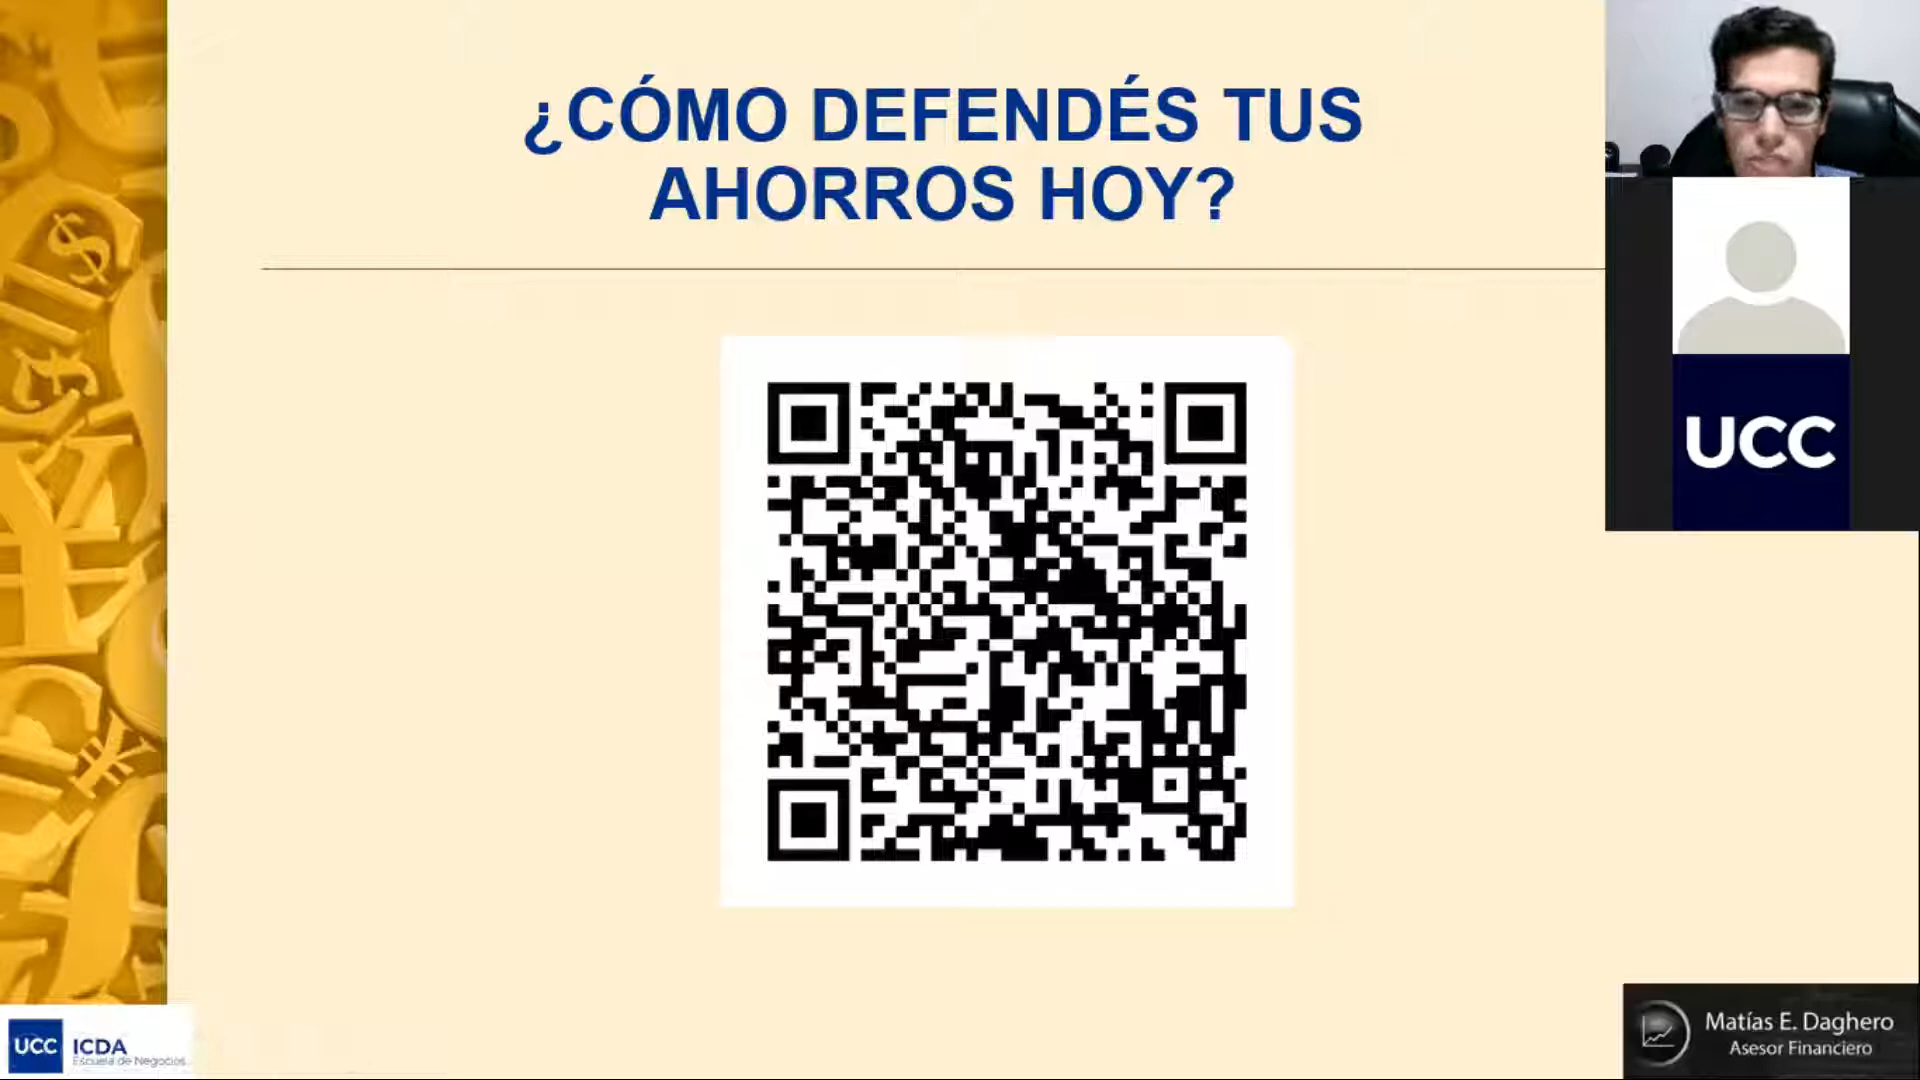 ¿CÓMO DEFENDÉS TUS
AHORROS HOY?
UCC
UCC ICDA
Escuela de Negocios
Matías E. Daghero
Asesor Financiero